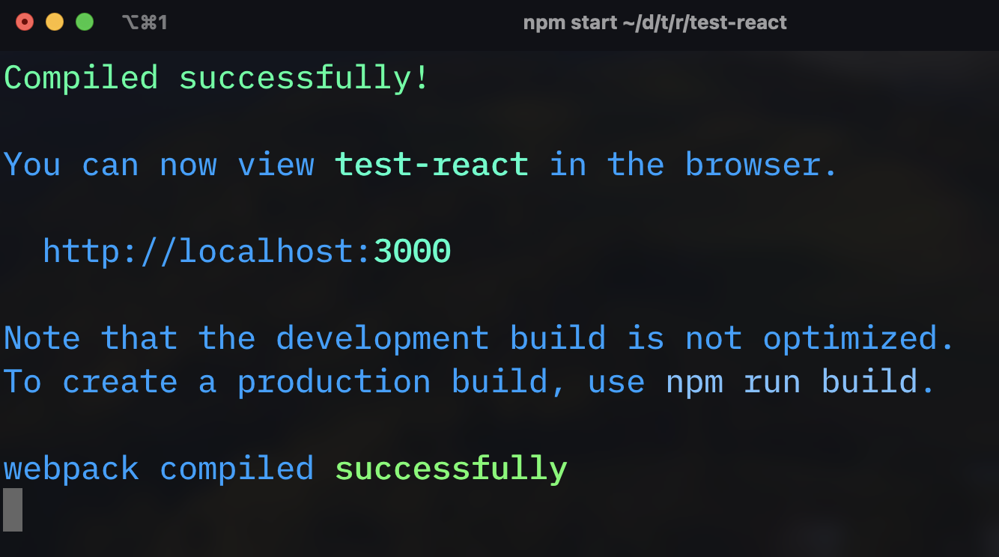 ⌥⌘1 npm start ~/d/t/r/test-react
Compiled successfully!
You can now view test-react in the browser.
http://localhost:3000
Note that the development build is not optimized.
To create a production build, use npm run build.
webpack compiled successfully